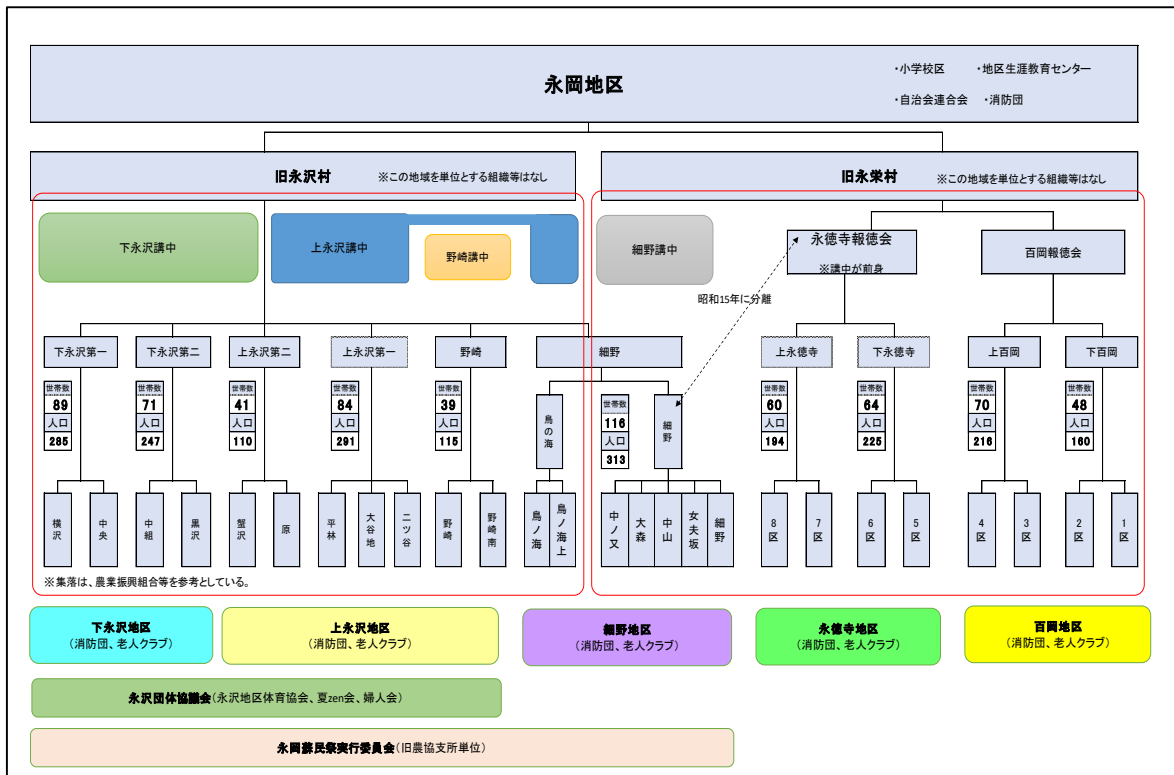 永岡地区
・小学校区 ・地区生涯教育センター
・自治会連合会 ・消防団
旧永沢村 ※この地域を単位とする組織等はなし
旧永栄村 ※この地域を単位とする組織等はなし
下永沢講中
上永沢講中
野崎講中
細野講中
永徳寺報徳会
※講中が前身
百岡報徳会
昭和15年に分離
下永沢第一
下永沢第二
上永沢第二
上永沢第一
野崎
細野
上永徳寺
下永徳寺
上百岡
下百岡
世帯数
89
人口
285
世帯数
71
人口
247
世帯数
41
人口
110
世帯数
84
人口
291
世帯数
39
人口
115
鳥の海
世帯数
116
人口
313
細野
世帯数
60
人口
194
世帯数
64
人口
225
世帯数
70
人口
216
世帯数
48
人口
160
横沢
中央
中組
黒沢
蟹沢
原
平林
大谷地
二ツ谷
野崎
野崎南
鳥ノ海
鳥ノ海上
中ノ又
大森
中山
女夫坂
細野
8区
7区
6区
5区
4区
3区
2区
1区
※集落は、農業振興組合等を参考としている。
下永沢地区
(消防団、老人クラブ)
上永沢地区
(消防団、老人クラブ)
細野地区
(消防団、老人クラブ)
永徳寺地区
(消防団、老人クラブ)
百岡地区
(消防団、老人クラブ)
永沢団体協議会(永沢地区体育協会、夏zen会、婦人会)
永岡蘇民祭実行委員会(旧農協支所単位)